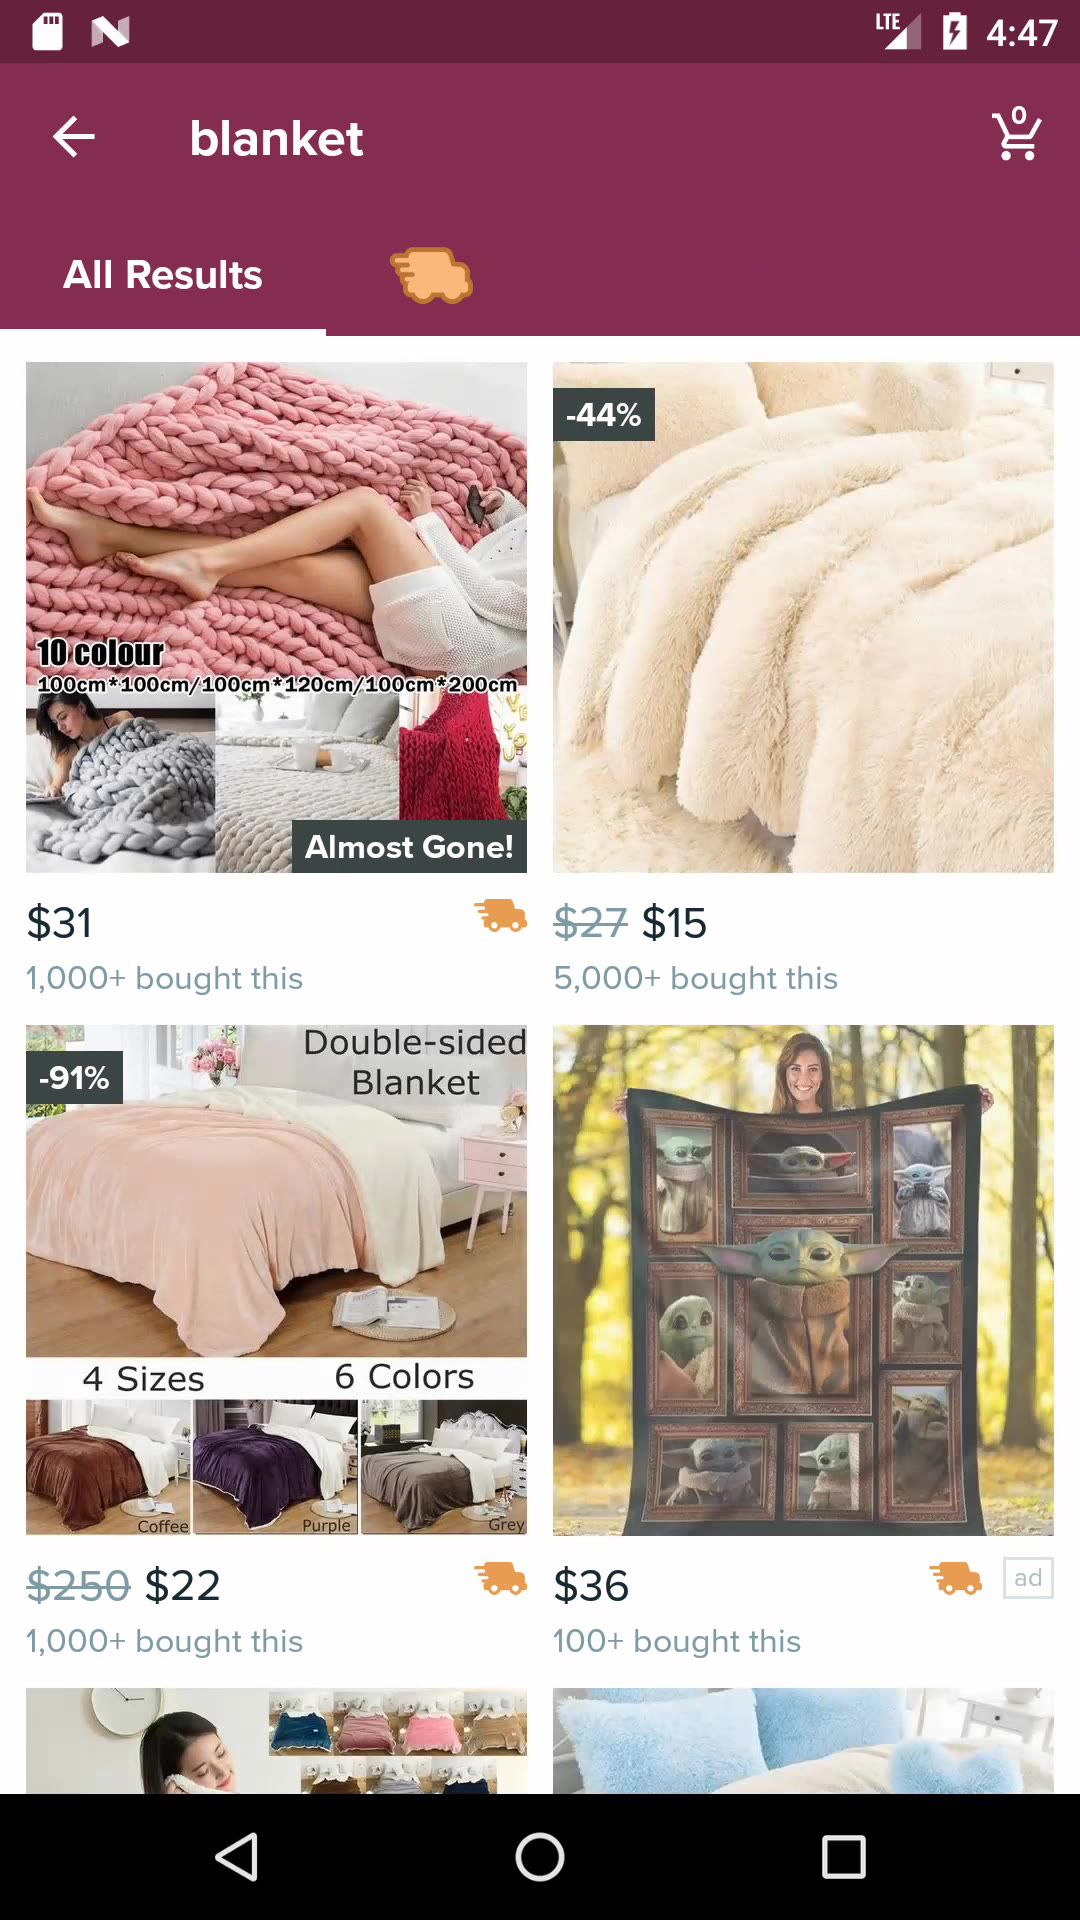 LTE 4:47
blanket
0
All Results
10 colour
100cm*100cm/100cm*120cm/100cm*200cm
Almost Gone!
-44%
$31
1,000+ bought this
$27 $15
5,000+ bought this
-91%
Double-sided
Blanket
4 Sizes 6 Colors
Coffee Purple Grey
$250 $22
1,000+ bought this
$36 ad
100+ bought this